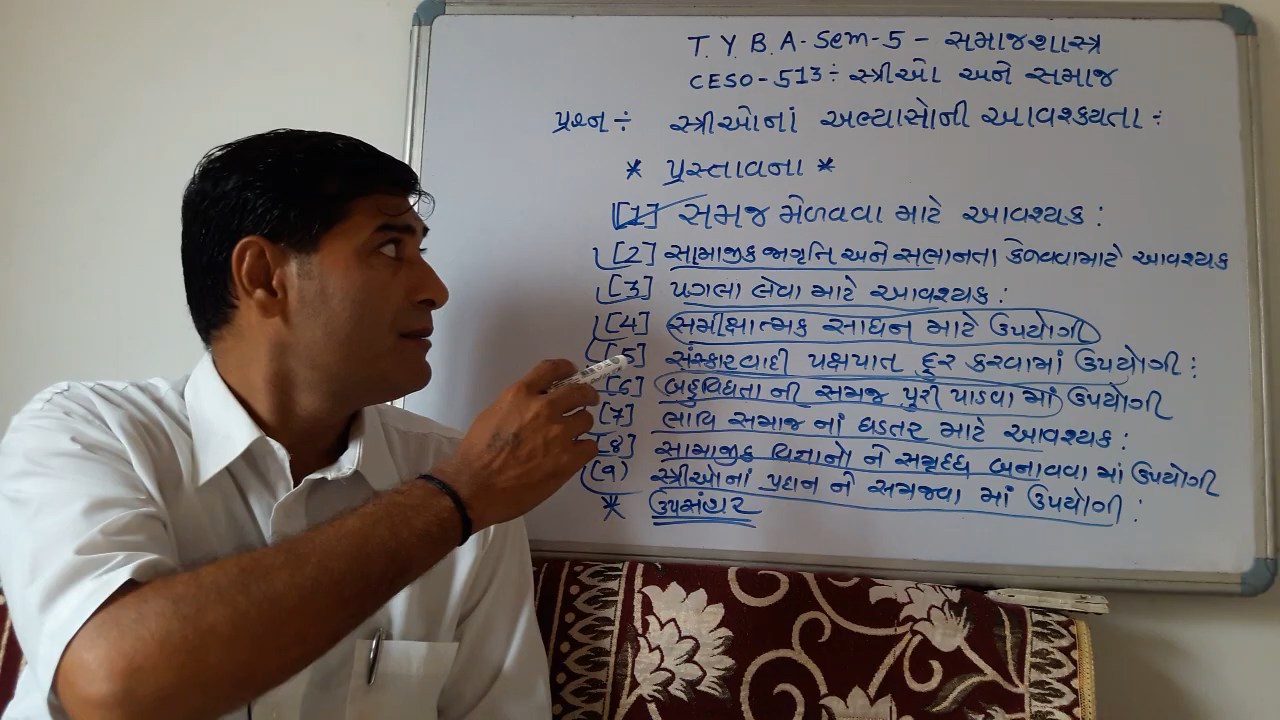 T.Y.B.A-Sem-5 - સમાજશાસ્ત્ર
CESO-513 ÷ સ્ત્રીઓ અને સમાજ
પ્રશ્ન ÷ સ્ત્રીઓનાં અભ્યાસોની આવશ્કયતા ÷
* પ્રસ્તાવના *
[1] સમજ મેળવવા માટે આવશ્યક :
[2] સામાજીક જાગૃતિ અને સભાનતા કેળવવામાટે આવશ્યક
[3] પગલા લેવા માટે આવશ્યક :
[4] સમીક્ષાત્મક સાધન માટે ઉપયોગી
[5] સંસ્કારવાદી પક્ષપાત દૂર કરવામાં ઉપયોગી :
[6] બહુવિધતા ની સમજ પુરી પાડવા માં ઉપયોગી
[7] ભાવિ સમાજ નાં ઘડતર માટે આવશ્યક :
[8] સામાજીક વિજ્ઞાનો ને સમૃદ્ધ બનાવવા માં ઉપયોગી
(૧) સ્ત્રીઓનાં પ્રદાન ને સમજવા માં ઉપયોગી :
* ઉપસંહાર